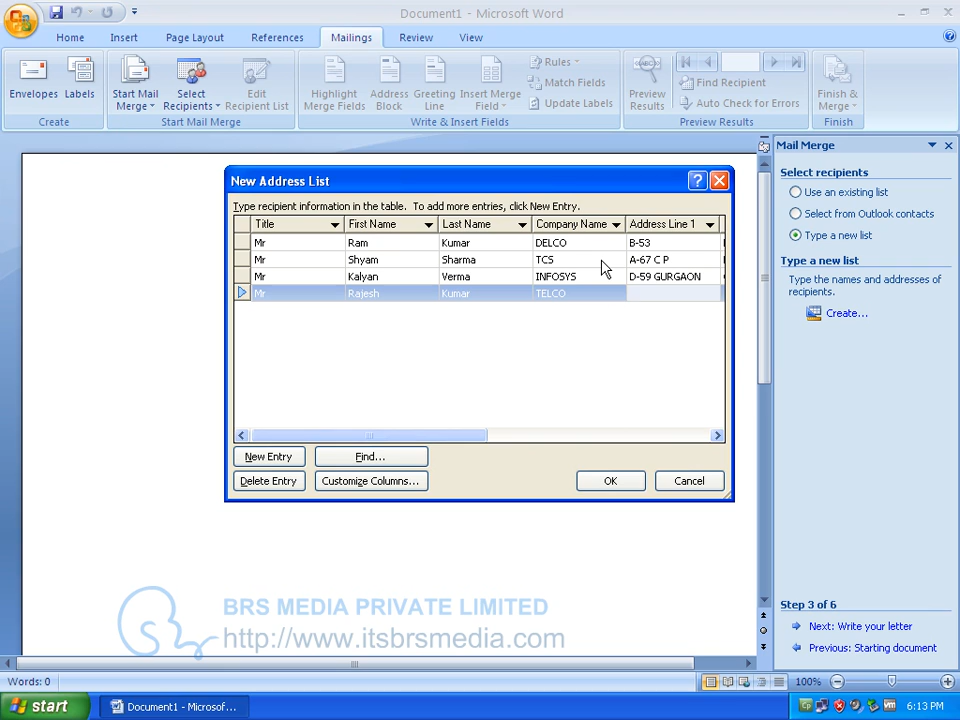 Document1 - Microsoft Word
Home Insert Page Layout References Mailings Review View
Envelopes Labels Start Mail Merge Select Recipients Edit Recipient List Highlight Merge Fields Address Block Greeting Line Insert Merge Field Rules Match Fields Update Labels Preview Results Find Recipient Auto Check for Errors Finish & Merge
Create Start Mail Merge Write & Insert Fields Preview Results Finish
Mail Merge
Select recipients
Use an existing list
Select from Outlook contacts
Type a new list
Type a new list
Type the names and addresses of
recipients.
Create...
New Address List
Type recipient information in the table. To add more entries, click New Entry.
Title First Name Last Name Company Name Address Line 1
Mr Ram Kumar DELCO B-53
Mr Shyam Sharma TCS A-67 C P
Mr Kalyan Verma INFOSYS D-59 GURGAON
Mr Rajesh Kumar TELCO
New Entry Find...
Delete Entry Customize Columns... OK Cancel
BRS MEDIA PRIVATE LIMITED
http://www.itsbrsmedia.com
Step 3 of 6
Next: Write your letter
Previous: Starting document
Words: 0 100%
start Document1 - Microsof... 6:13 PM